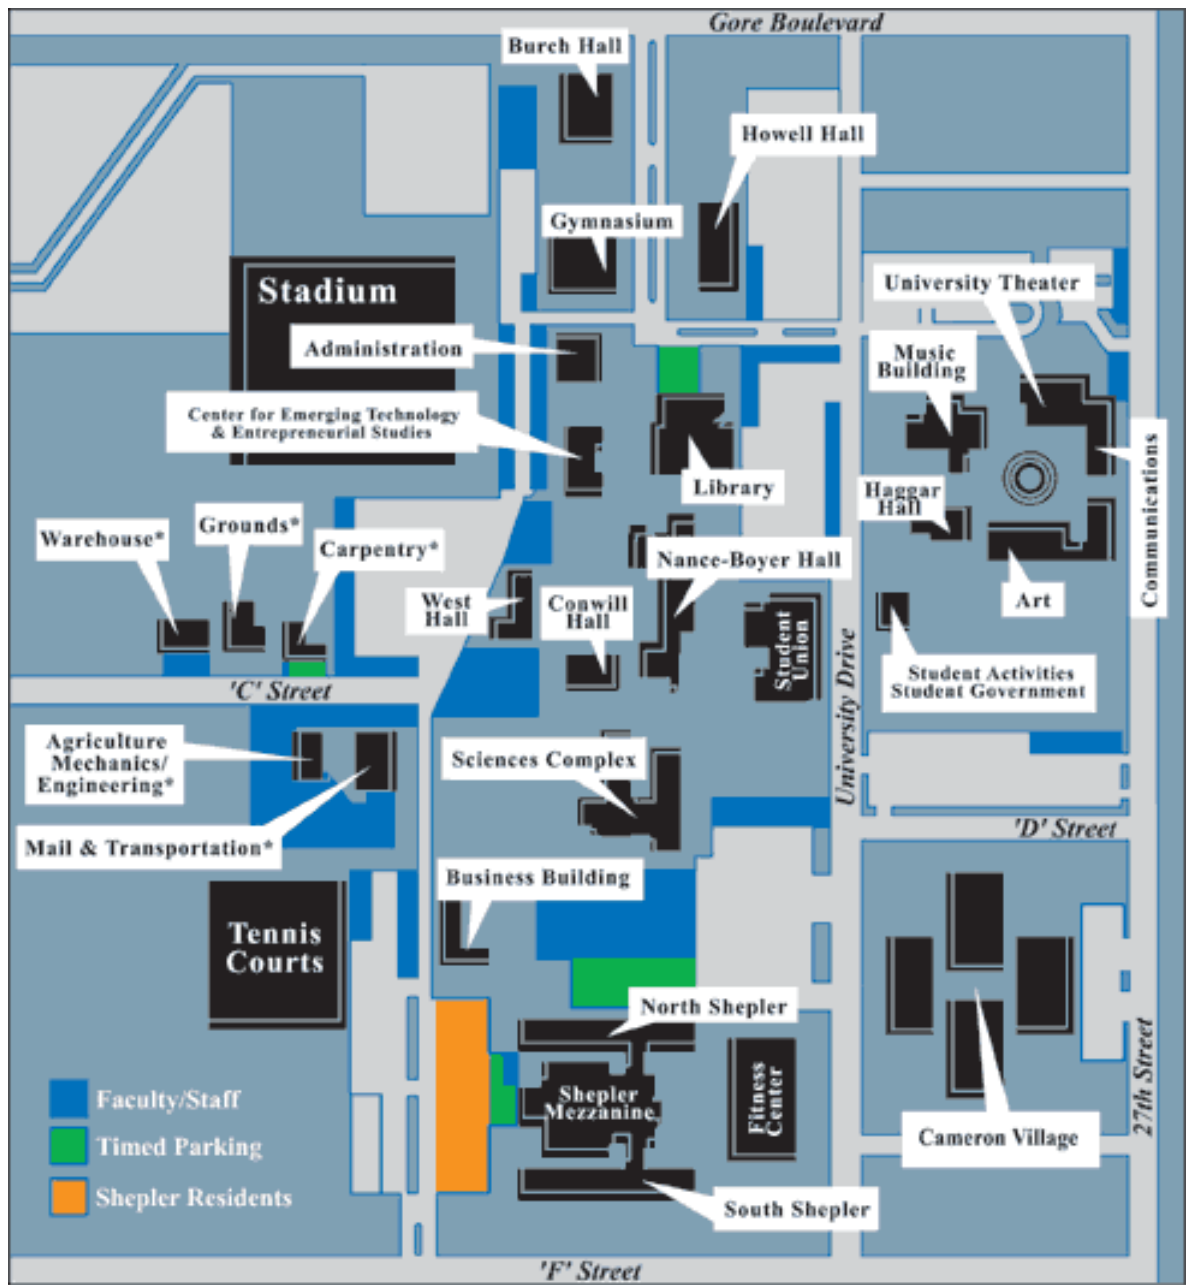 Gore Boulevard
Burch Hall
Howell Hall
Gymnasium
University Theater
Stadium
Administration
Music
Building
Center for Emerging Technology
& Entrepreneurial Studies
Library
Haggar
Hall
Communications
Grounds*
Warehouse*
Carpentry*
Nance-Boyer Hall
West
Hall
Conwill
Hall
Art
Student
Union
University Drive
Student Activities
Student Government
'C' Street
Agriculture
Mechanics/
Engineering*
Sciences Complex
'D' Street
Mail & Transportation*
Business Building
Tennis
Courts
North Shepler
Shepler
Mezzanine
Fitness
Center
27th Street
Cameron Village
Faculty/Staff
Timed Parking
Shepler Residents
South Shepler
'F' Street